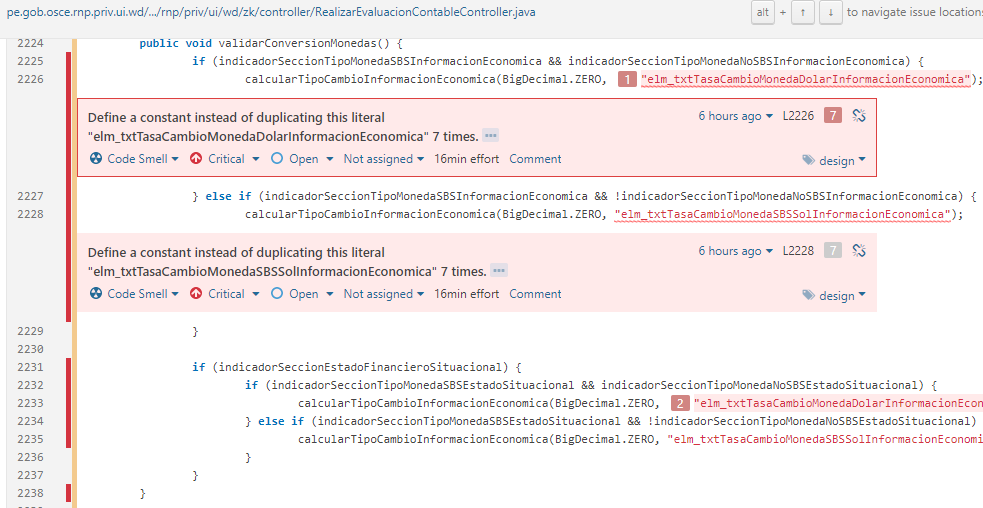 pe.gob.osce.rnp.priv.ui.wd/.../rnp/priv/ui/wd/zk/controller/RealizarEvaluacionContableController.java alt + ↑ ↓ to navigate issue locations
2224 public void validarConversionMonedas() {
2225 if (indicadorSeccionTipoMonedaSBSInformacionEconomica && indicadorSeccionTipoMonedaNoSBSInformacionEconomica) {
2226 calcularTipoCambioInformacionEconomica(BigDecimal.ZERO, 1 "elm_txtTasaCambioMonedaDolarInformacionEconomica");
Define a constant instead of duplicating this literal 6 hours ago L2226 7
"elm_txtTasaCambioMonedaDolarInformacionEconomica" 7 times. ...
Code Smell Critical Open Not assigned 16min effort Comment design
2227 } else if (indicadorSeccionTipoMonedaSBSInformacionEconomica && !indicadorSeccionTipoMonedaNoSBSInformacionEconomica) {
2228 calcularTipoCambioInformacionEconomica(BigDecimal.ZERO, "elm_txtTasaCambioMonedaSBSSolInformacionEconomica");
Define a constant instead of duplicating this literal 6 hours ago L2228 7
"elm_txtTasaCambioMonedaSBSSolInformacionEconomica" 7 times. ...
Code Smell Critical Open Not assigned 16min effort Comment design
2229 }
2230
2231 if (indicadorSeccionEstadoFinancieroSituacional) {
2232 if (indicadorSeccionTipoMonedaSBSEstadoSituacional && indicadorSeccionTipoMonedaNoSBSEstadoSituacional) {
2233 calcularTipoCambioInformacionEconomica(BigDecimal.ZERO, 2 "elm_txtTasaCambioMonedaDolarInformacionEcon
2234 } else if (indicadorSeccionTipoMonedaSBSEstadoSituacional && !indicadorSeccionTipoMonedaNoSBSEstadoSituacional)
2235 calcularTipoCambioInformacionEconomica(BigDecimal.ZERO, "elm_txtTasaCambioMonedaSBSSolInformacionEconomi
2236 }
2237 }
2238 }